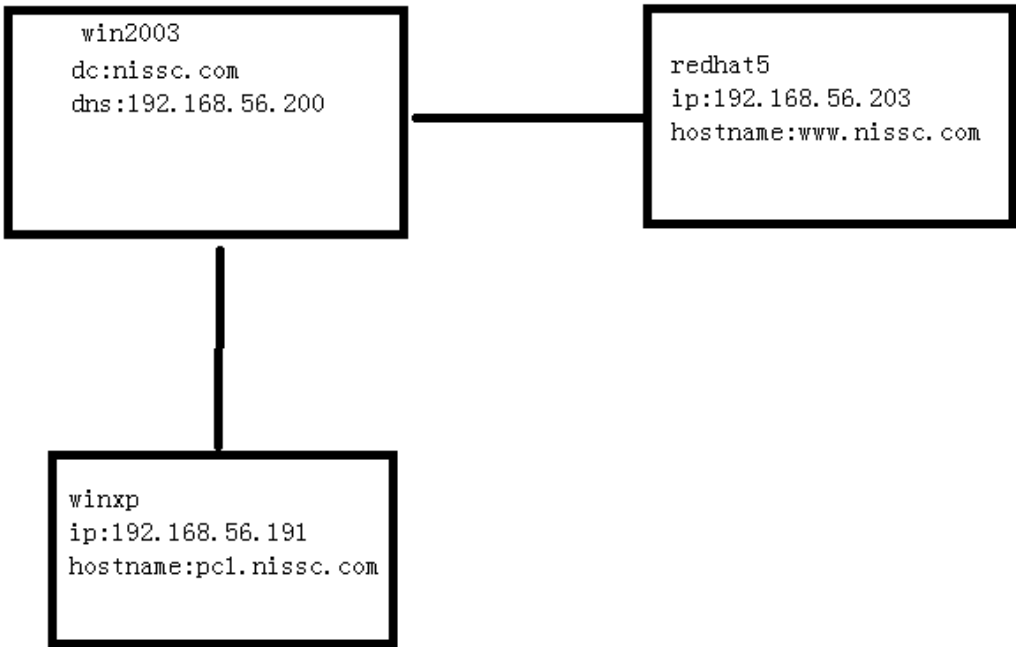 win2003
dc:nissc.com
dns:192.168.56.200
redhat5
ip:192.168.56.203
hostname:www.nissc.com
winxp
ip:192.168.56.191
hostname:pc1.nissc.com